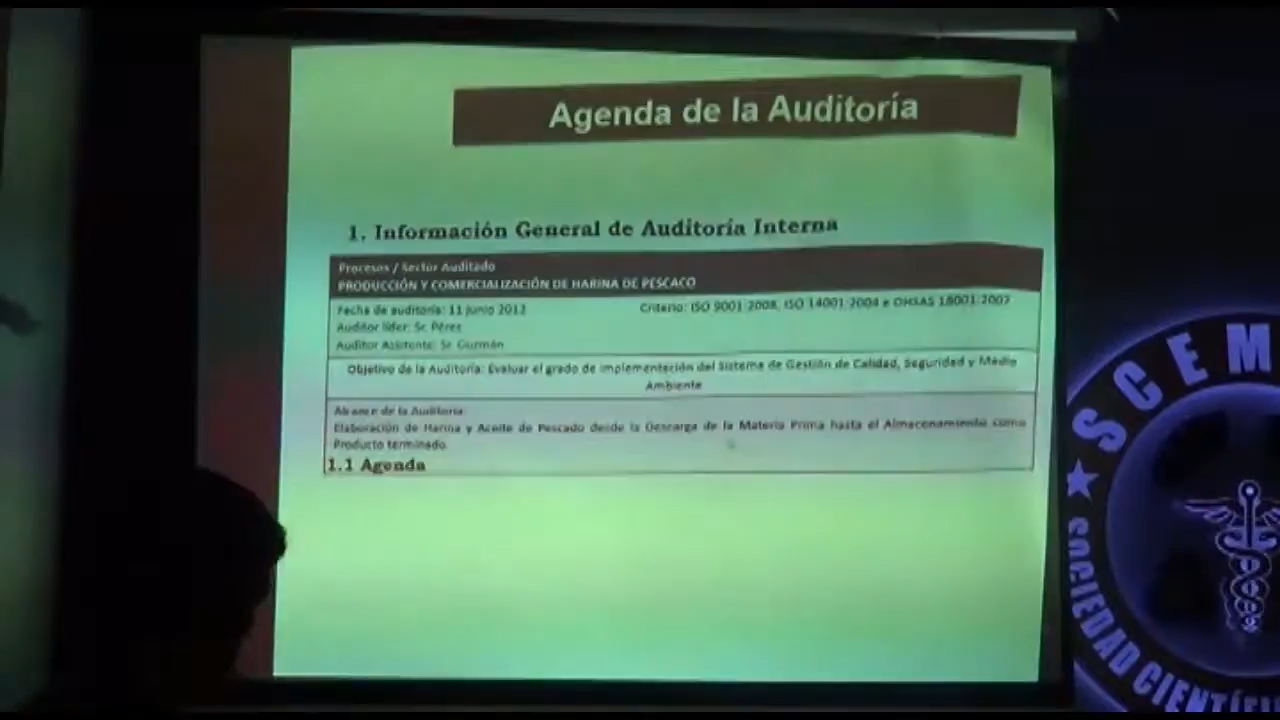 Agenda de la Auditoría
1. Información General de Auditoría Interna
Procesos / Sector Auditado
PRODUCCIÓN Y COMERCIALIZACIÓN DE HARINA DE PESCACO
Fecha de auditoría: 11 junio 2012
Criterio: ISO 9001-2008, ISO 14001-2004 e OHSAS 18001-2007
Auditor líder: Sr. Pérez
Auditor Asistente: Sr Guzmán
Objetivo de la Auditoría: Evaluar el grado de implementación del Sistema de Gestión de Calidad, Seguridad y Medio
Ambiente
Alcance de la Auditoría
Elaboración de Harina y Aceite de Pescado desde la Descarga de la Materia Prima hasta el Almacenamiento como
Producto terminado.
1.1 Agenda
SCEM
SOCIEDAD CIENTÍFI